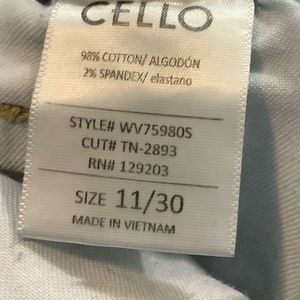 CELLO
98% COTTON/ ALGODÓN
2% SPANDEX/ elastano
STYLE# WV75980S
CUT# TN-2893
RN# 129203
SIZE 11/30
MADE IN VIETNAM